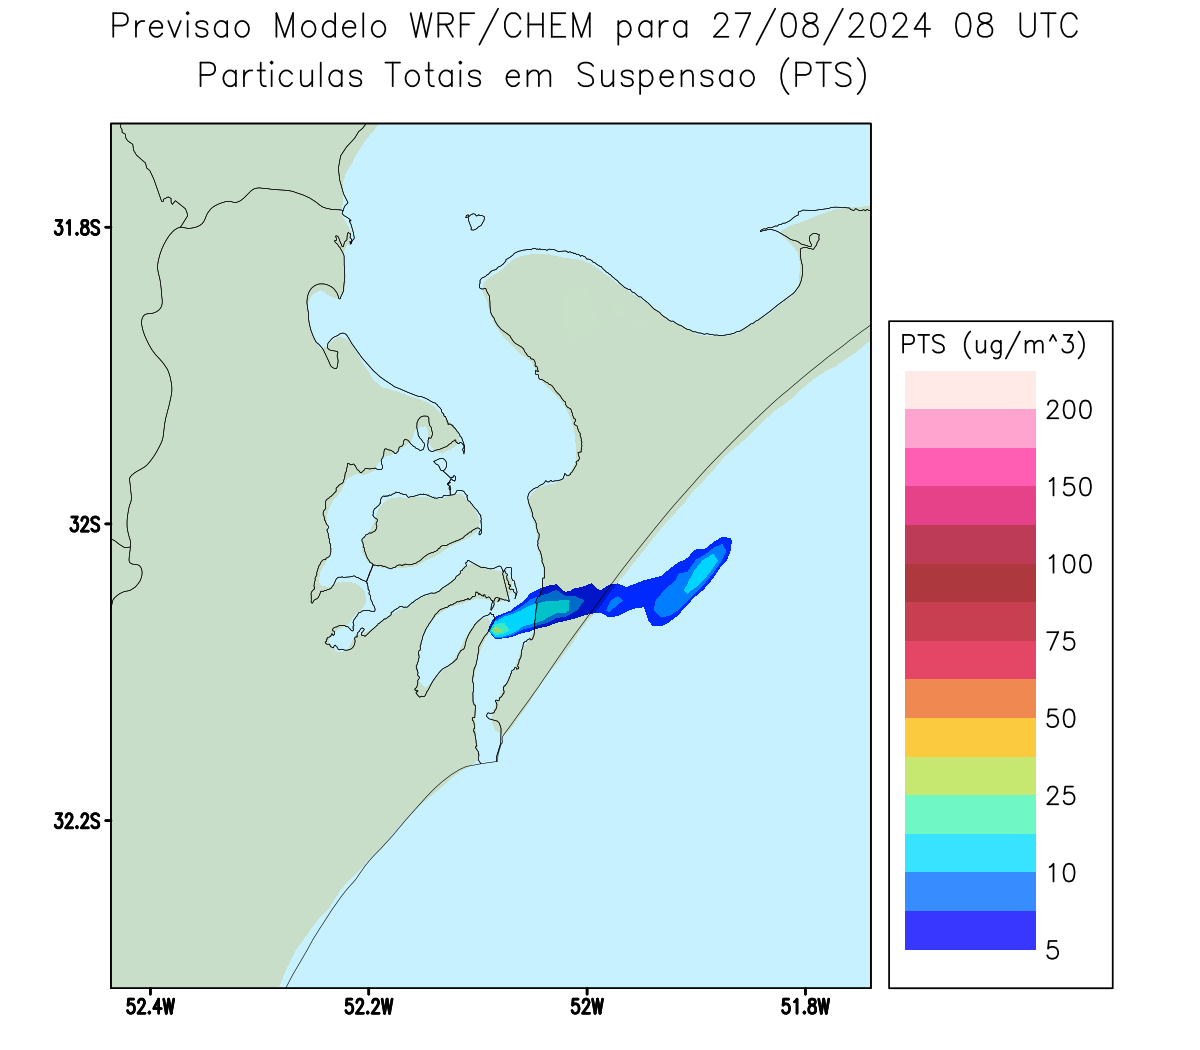 Previsao Modelo WRF/CHEM para 27/08/2024 08 UTC
Particulas Totais em Suspensao (PTS)
31.8S
32S
32.2S
52.4W
52.2W
52W
51.8W
PTS (ug/m^3)
200
150
100
75
50
25
10
5